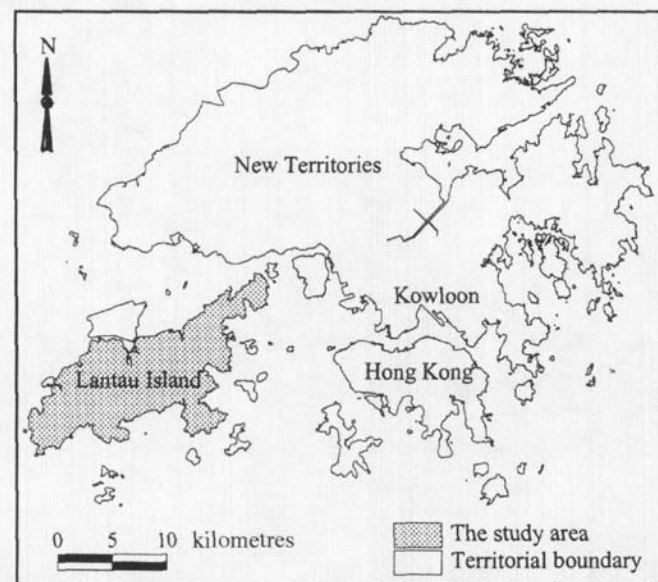 N
New Territories
Kowloon
Hong Kong
Lantau Island
0 5 10 kilometres
The study area
Territorial boundary